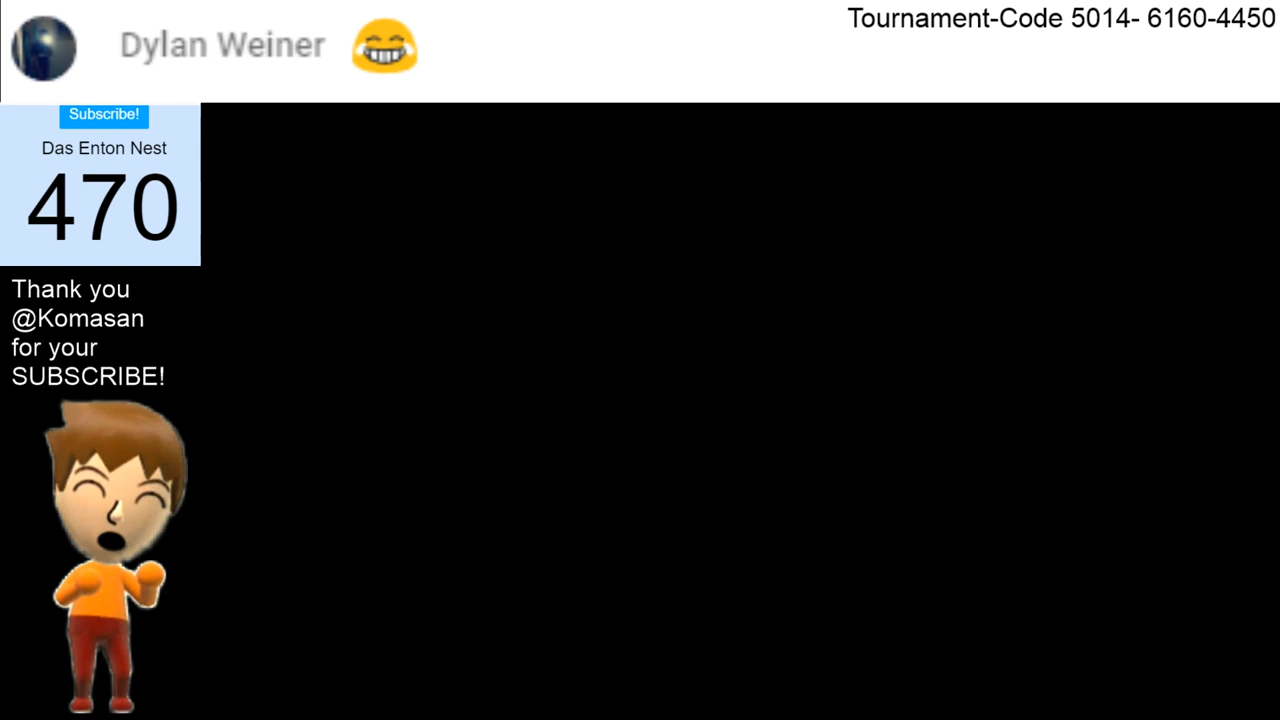 Dylan Weiner 😂
Tournament-Code 5014- 6160-4450
Subscribe!
Das Enton Nest
470
Thank you
@Komasan
for your
SUBSCRIBE!